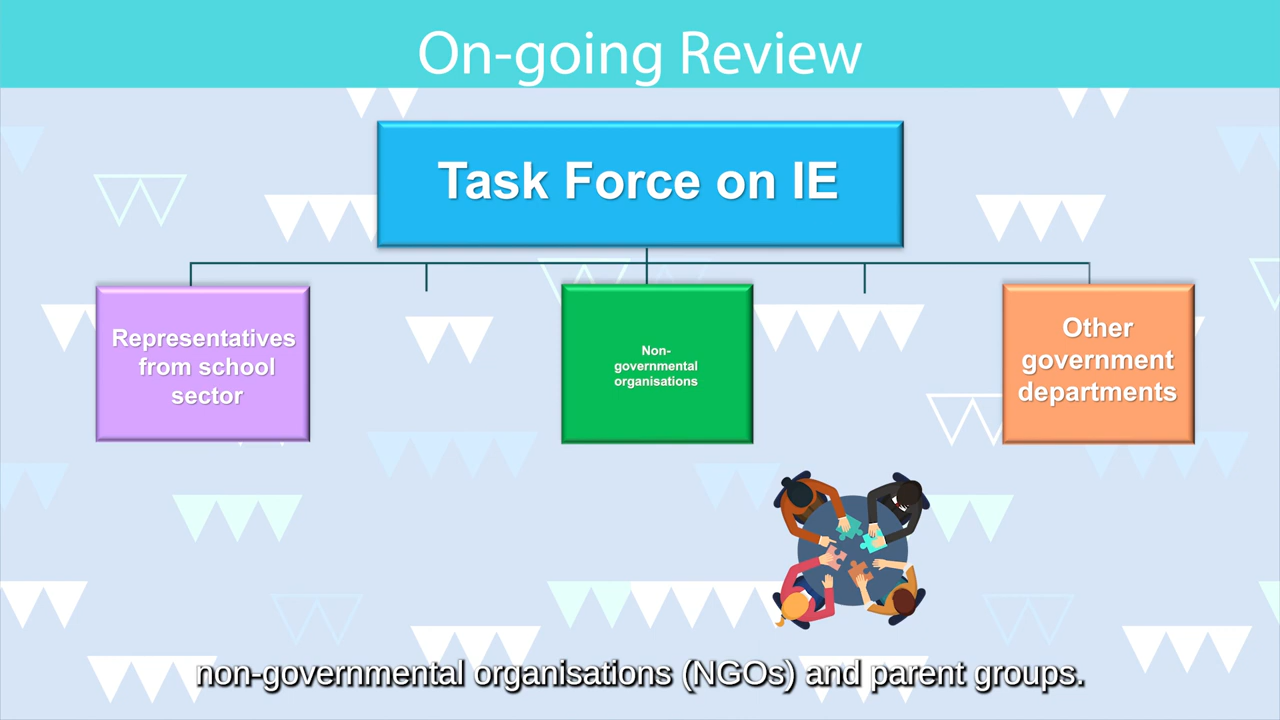 On-going Review
Task Force on IE
Representatives
from school
sector
Non-
governmental
organisations
Other
government
departments
non-governmental organisations (NGOs) and parent groups.